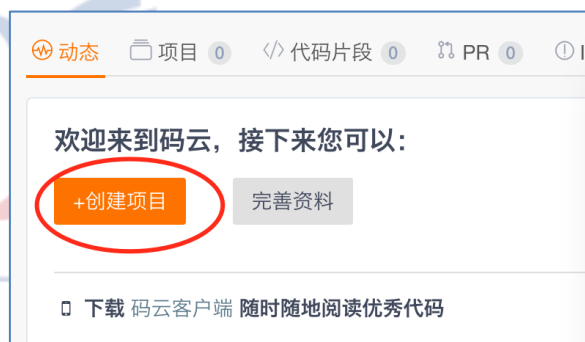 动态 项目 0 </> 代码片段 0 PR 0
欢迎来到码云，接下来您可以：
+创建项目 完善资料
下载 码云客户端 随时随地阅读优秀代码